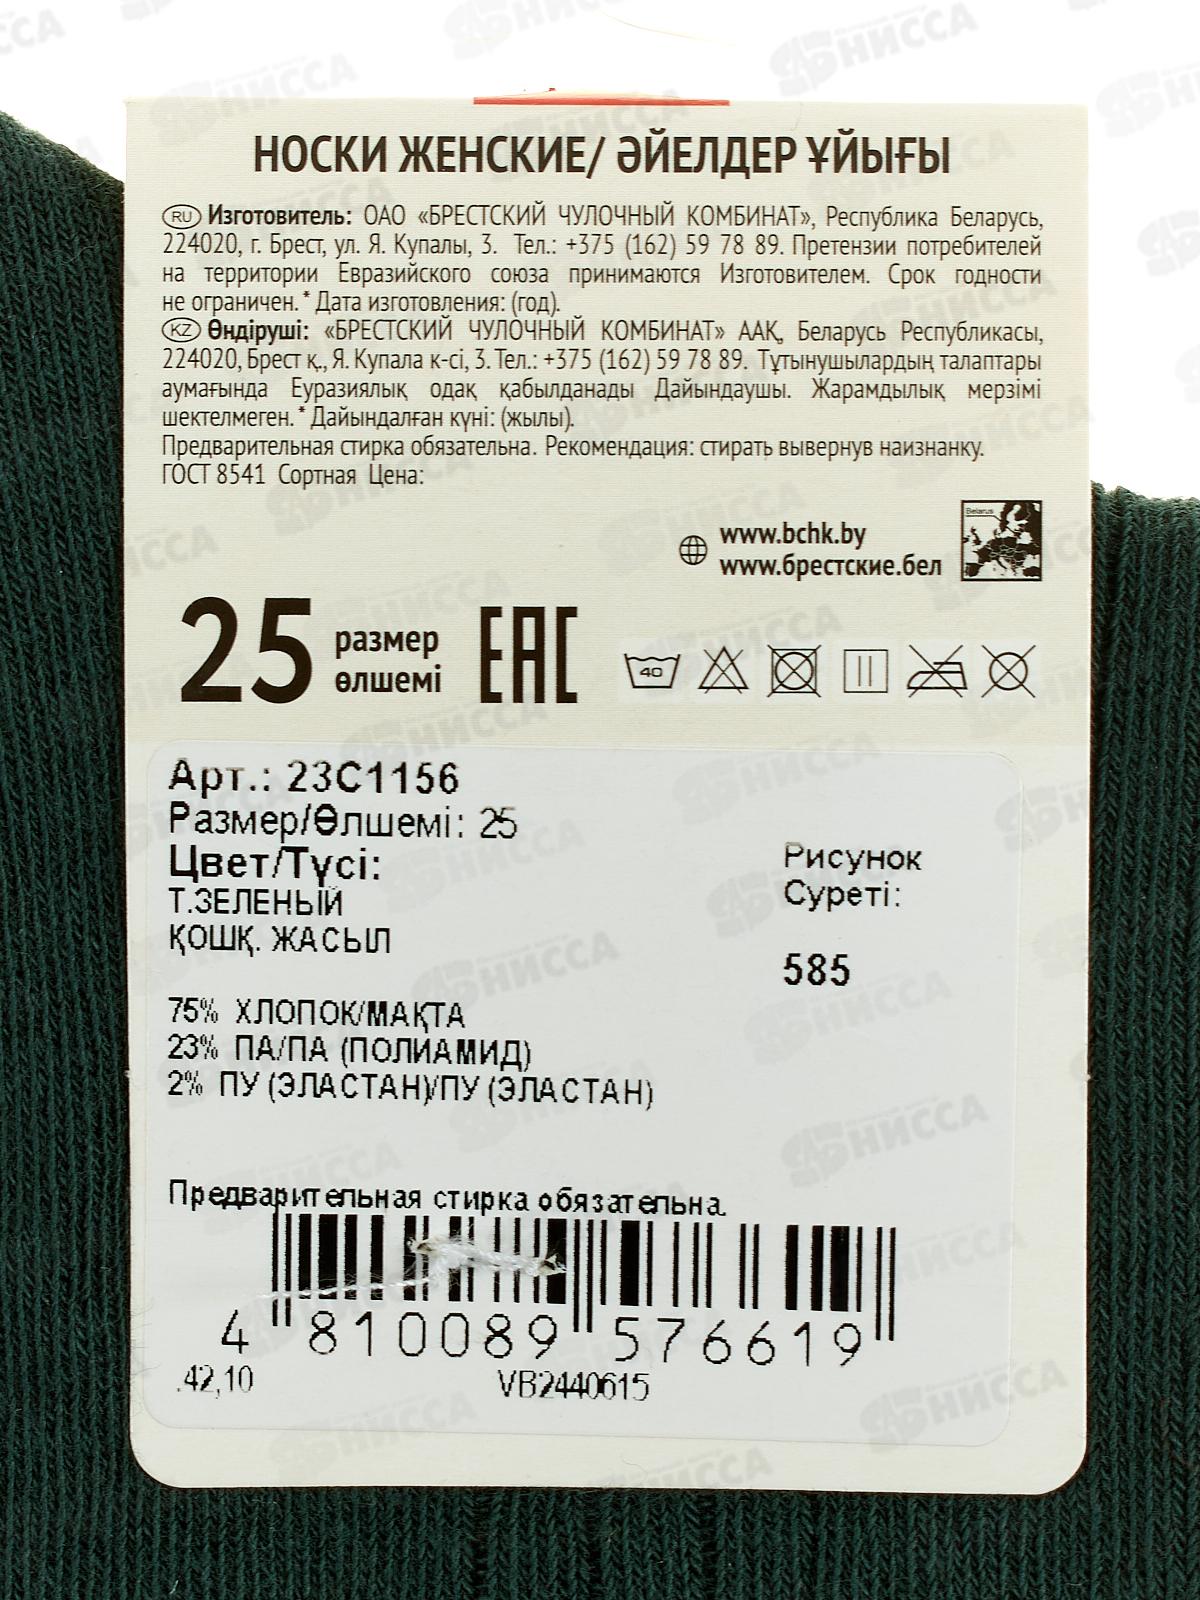 НОСКИ ЖЕНСКИЕ/ ӘЙЕЛДЕР ҰЙЫҒЫ
RU Изготовитель: ОАО «БРЕСТСКИЙ ЧУЛОЧНЫЙ КОМБИНАТ», Республика Беларусь,
224020, г. Брест, ул. Я. Купалы, 3. Тел.: +375 (162) 59 78 89. Претензии потребителей
на территории Евразийского союза принимаются Изготовителем. Срок годности
не ограничен. * Дата изготовления: (год).
KZ Өндіруші: «БРЕСТСКИЙ ЧУЛОЧНЫЙ КОМБИНАТ» ААҚ, Беларусь Республикасы,
224020, Брест қ., Я. Купала к-сі, 3. Тел.: +375 (162) 59 78 89. Тұтынушылардың талаптары
аумағында Еуразиялық одақ қабылданады Дайындаушы. Жарамдылық мерзімі
шектелмеген. * Дайындалған күні: (жылы).
Предварительная стирка обязательна. Рекомендация: стирать вывернув наизнанку.
ГОСТ 8541 Сортная Цена:
Belarus
www.bchk.by
www.брестские.бел
25 размер
өлшемі
EAC
40
Арт.: 23С1156
Размер/Өлшемі: 25
Цвет/Түсі:
Т.ЗЕЛЕНЫЙ
ҚОШҚ. ЖАСЫЛ
Рисунок
Суреті:
585
75% ХЛОПОК/МАҚТА
23% ПА/ПА (ПОЛИАМИД)
2% ПУ (ЭЛАСТАН)/ПУ (ЭЛАСТАН)
Предварительная стирка обязательна.
4 810089 576619
.42,10 VB2440615
НИССА